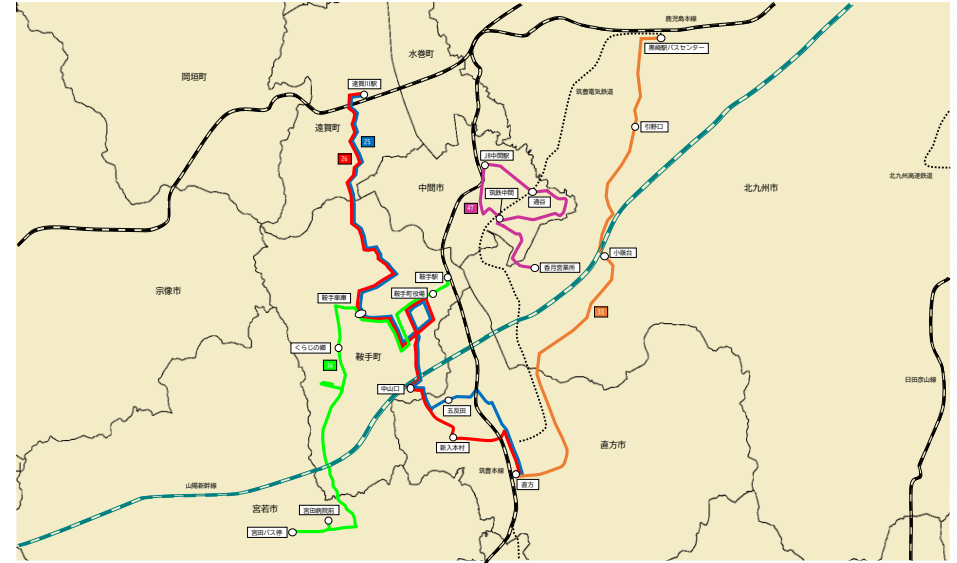 鹿児島本線
黒崎駅バスセンター
水巻町
岡垣町
遠賀川駅
筑豊電気鉄道
遠賀町
引野口
25
26
JR中間駅
中間市
筑鉄中間
通谷
北九州市
北九州高速鉄道
47
小嶺台
香月営業所
鞍手駅
宗像市
鞍手町役場
鞍手車庫
くらじの郷
鞍手町
中山口
日田彦山線
五反田
新入本村
直方市
筑豊本線
直方
山陽新幹線
宮若市
宮田病院前
宮田バス停